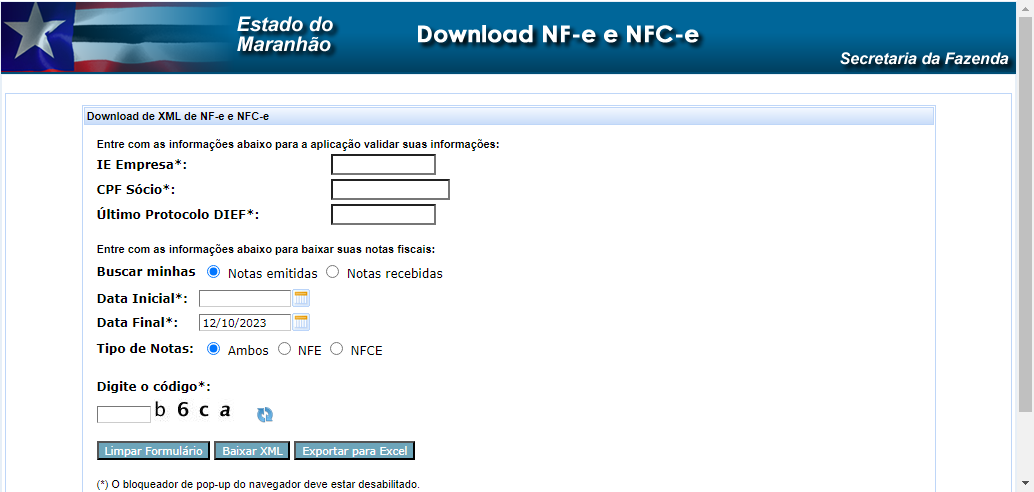 Estado do
Maranhão
Download NF-e e NFC-e
Secretaria da Fazenda
Download de XML de NF-e e NFC-e
Entre com as informações abaixo para a aplicação validar suas informações:
IE Empresa*:
CPF Sócio*:
Último Protocolo DIEF*:
Entre com as informações abaixo para baixar suas notas fiscais:
Buscar minhas Notas emitidas Notas recebidas
Data Inicial*:
Data Final*: 12/10/2023
Tipo de Notas: Ambos NFE NFCE
Digite o código*:
b 6 c a
Limpar Formulário Baixar XML Exportar para Excel
(*) O bloqueador de pop-up do navegador deve estar desabilitado.